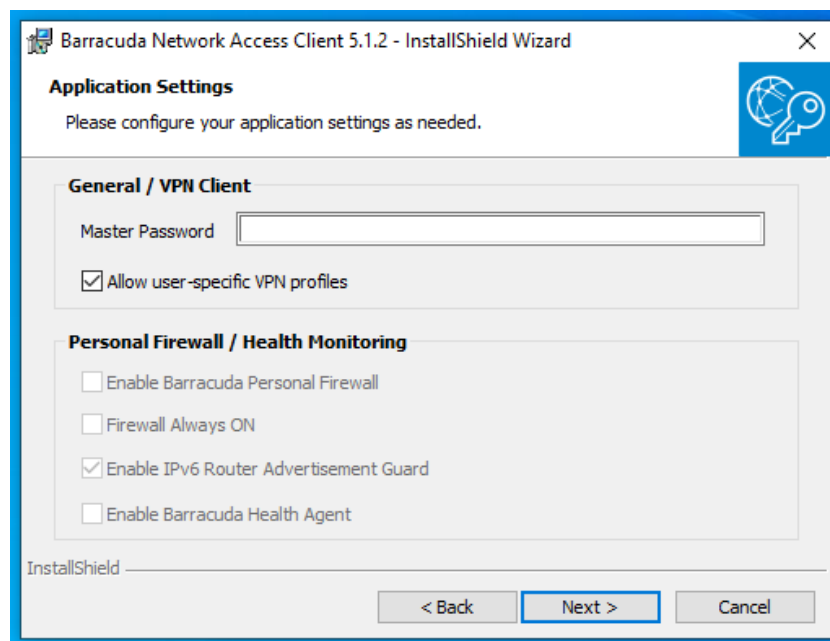 Barracuda Network Access Client 5.1.2 - InstallShield Wizard
Application Settings
Please configure your application settings as needed.
General / VPN Client
Master Password
Allow user-specific VPN profiles
Personal Firewall / Health Monitoring
Enable Barracuda Personal Firewall
Firewall Always ON
Enable IPv6 Router Advertisement Guard
Enable Barracuda Health Agent
InstallShield
< Back Next > Cancel